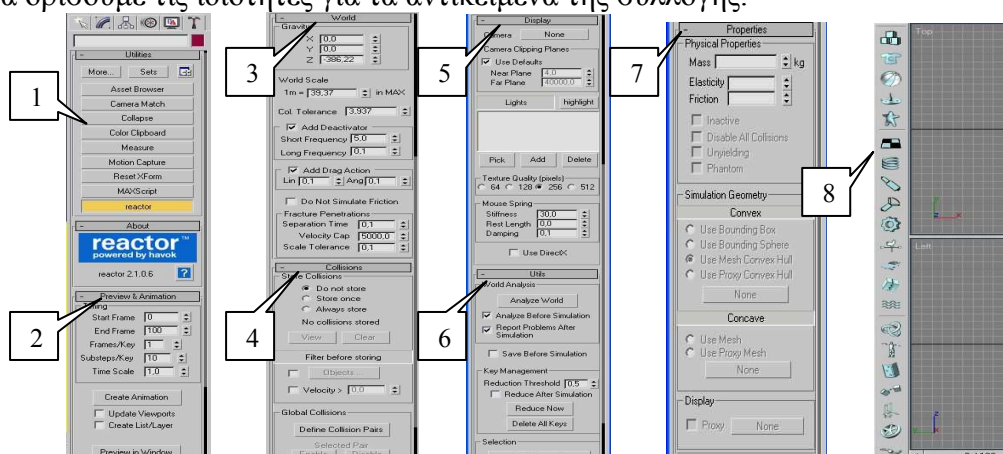 να ορίσουμε τις ιδιότητες για τα αντικείμενα της συλλογής.
1
Utilities
More... Sets
Asset Browser
Camera Match
Collapse
Color Clipboard
Measure
Motion Capture
Reset XForm
MAXScript
reactor
About
reactor™
powered by havok
reactor 2.1.0.6 ?
2
Preview & Animation
Timing
Start Frame 0
End Frame 100
Frames/Key 1
Substeps/Key 10
Time Scale 1,0
Create Animation
Update Viewports
Create List/Layer
Preview in Window
3
World
Gravity
X 0,0
Y 0,0
Z -386,22
World Scale
1m = 39,37 in MAX
Col. Tolerance 3,937
Add Deactivator
Short Frequency 5,0
Long Frequency 0,1
Add Drag Action
Lin 0,1 Ang 0,1
Do Not Simulate Friction
Fracture Penetrations
Separation Time 0,1
Velocity Cap 5000,0
Scale Tolerance 0,1
4
Collisions
Store Collisions
Do not store
Store once
Always store
No collisions stored
View Clear
Filter before storing
Objects...
Velocity > 0,0
Global Collisions
Define Collision Pairs
Selected Pair
Enable Disable
5
Display
Camera None
Camera Clipping Planes
Use Defaults
Near Plane 4,0
Far Plane 40000,0
Lights highlight
Pick Add Delete
Texture Quality (pixels)
64 128 256 512
Mouse Spring
Stiffness 30,0
Rest Length 0,0
Damping 0,1
Use DirectX
6
Utils
World Analysis
Analyze World
Analyze Before Simulation
Report Problems After
Simulation
Save Before Simulation
Key Management
Reduction Threshold 0,5
Reduce After Simulation
Reduce Now
Delete All Keys
Selection
7
Properties
Physical Properties
Mass kg
Elasticity
Friction
Inactive
Disable All Collisions
Unyielding
Phantom
Simulation Geometry
Convex
Use Bounding Box
Use Bounding Sphere
Use Mesh Convex Hull
Use Proxy Convex Hull
None
Concave
Use Mesh
Use Proxy Mesh
None
Display
Proxy None
8
Top
Left